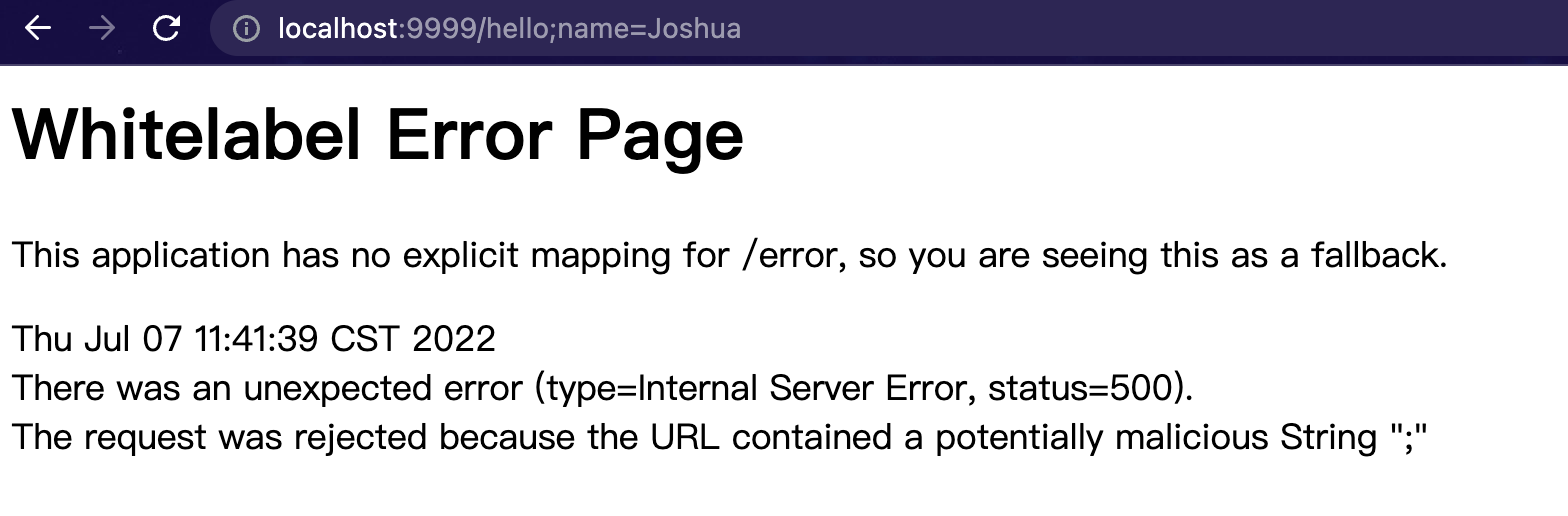 localhost:9999/hello;name=Joshua
Whitelabel Error Page
This application has no explicit mapping for /error, so you are seeing this as a fallback.
Thu Jul 07 11:41:39 CST 2022
There was an unexpected error (type=Internal Server Error, status=500).
The request was rejected because the URL contained a potentially malicious String ";"